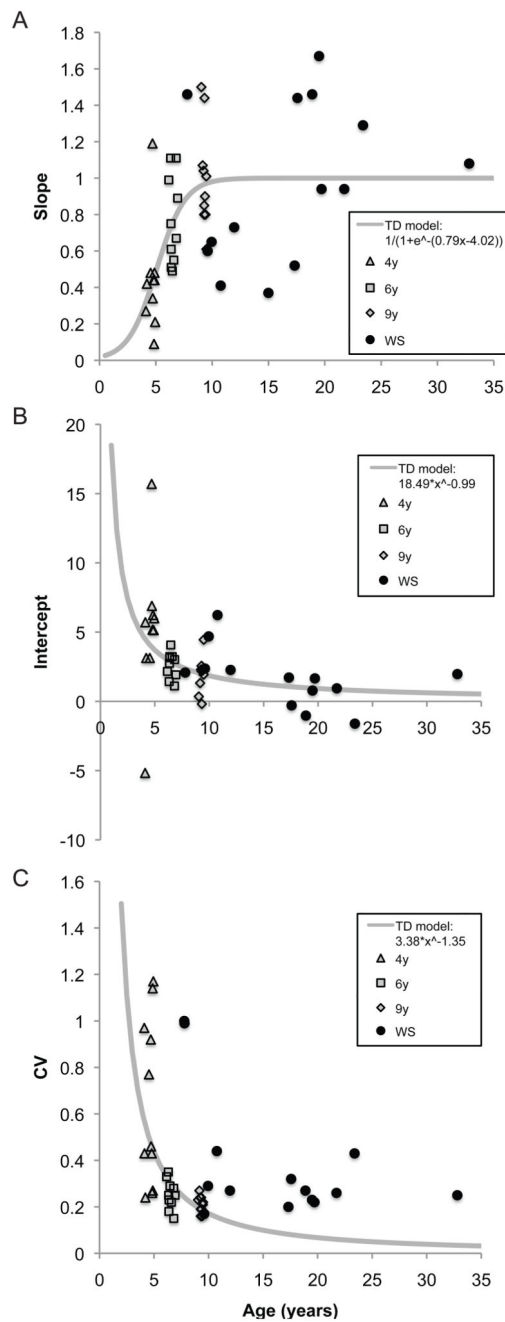 A
1.8
1.6
1.4
1.2
1
0.8
0.6
0.4
0.2
0
Slope
TD model:
1/(1+e^-(0.79x-4.02))
4y
6y
9y
WS
0 5 10 15 20 25 30 35
B
20
15
10
5
0
-5
-10
Intercept
TD model:
18.49*x^-0.99
4y
6y
9y
WS
0 5 10 15 20 25 30 35
C
1.6
1.4
1.2
1
0.8
0.6
0.4
0.2
0
CV
TD model:
3.38*x^-1.35
4y
6y
9y
WS
0 5 10 15 20 25 30 35
Age (years)